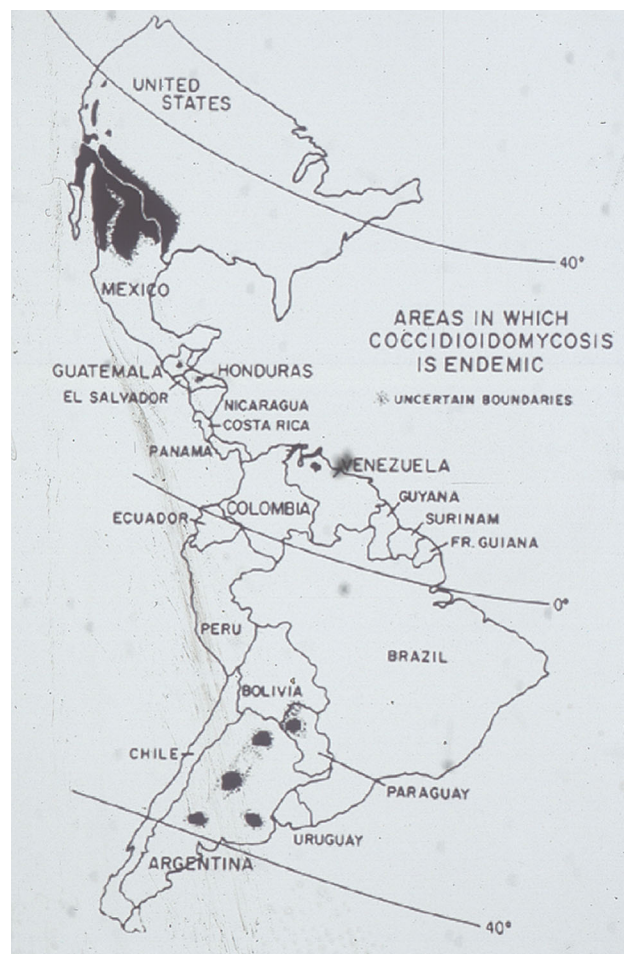 UNITED
STATES
40°
MEXICO
AREAS IN WHICH
COCCIDIOIDOMYCOSIS
IS ENDEMIC
GUATEMALA
HONDURAS
EL SALVADOR
UNCERTAIN BOUNDARIES
NICARAGUA
COSTA RICA
PANAMA
VENEZUELA
GUYANA
COLOMBIA
ECUADOR
SURINAM
FR. GUIANA
0°
PERU
BRAZIL
BOLIVIA
CHILE
PARAGUAY
URUGUAY
ARGENTINA
40°